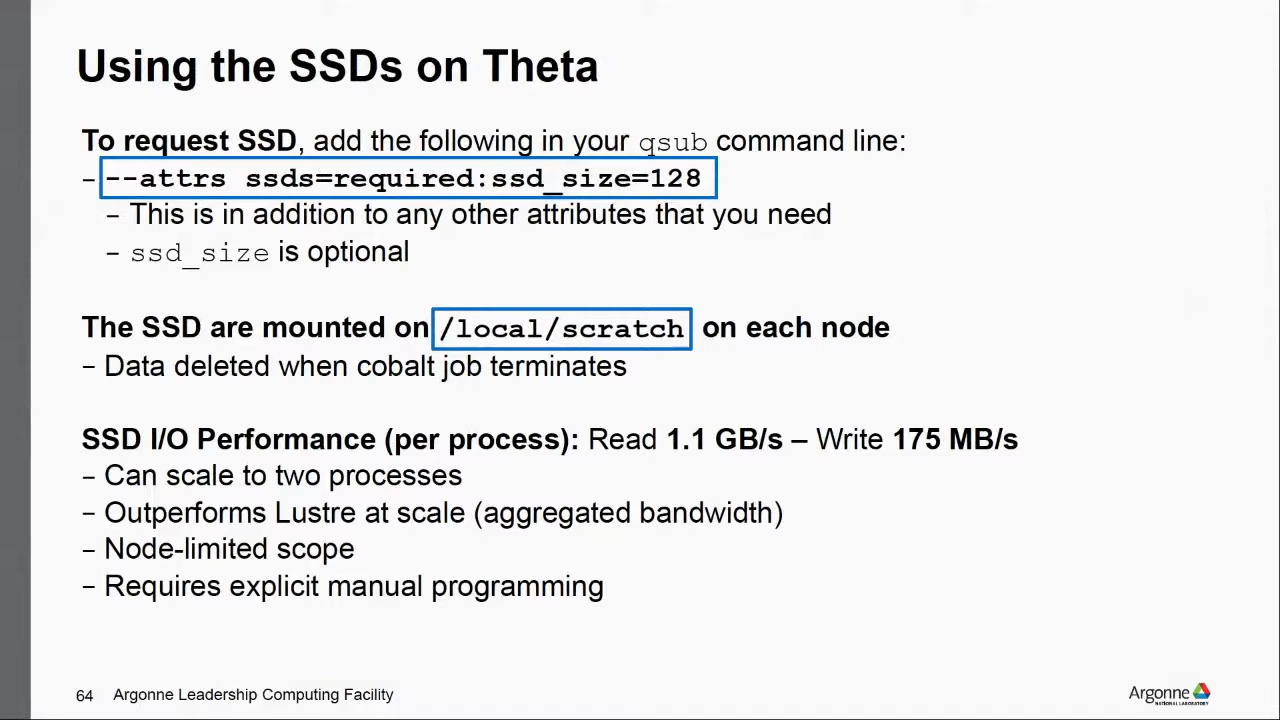 Using the SSDs on Theta
To request SSD, add the following in your qsub command line:
– --attrs ssds=required:ssd_size=128
– This is in addition to any other attributes that you need
– ssd_size is optional
The SSD are mounted on /local/scratch on each node
– Data deleted when cobalt job terminates
SSD I/O Performance (per process): Read 1.1 GB/s – Write 175 MB/s
– Can scale to two processes
– Outperforms Lustre at scale (aggregated bandwidth)
– Node-limited scope
– Requires explicit manual programming
64 Argonne Leadership Computing Facility
Argonne
NATIONAL LABORATORY